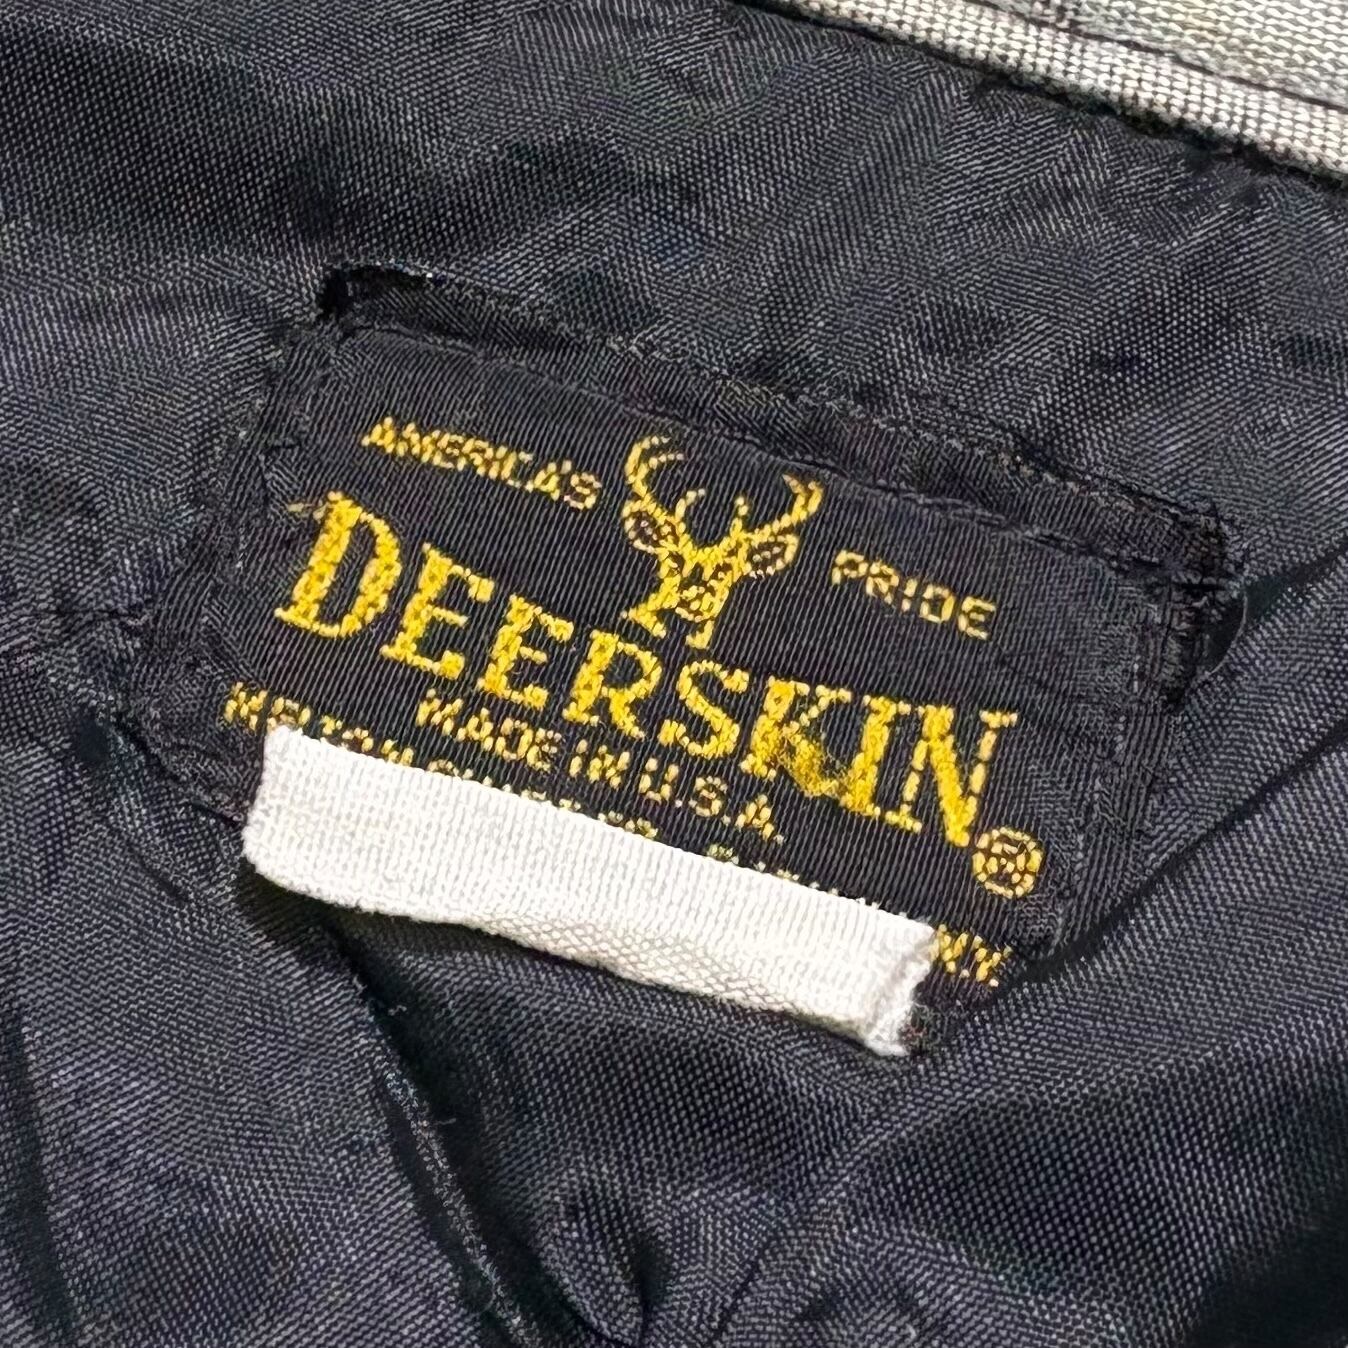 AMERICA'S PRIDE
DEERSKIN®
MADE IN U.S.A.
N.Y.